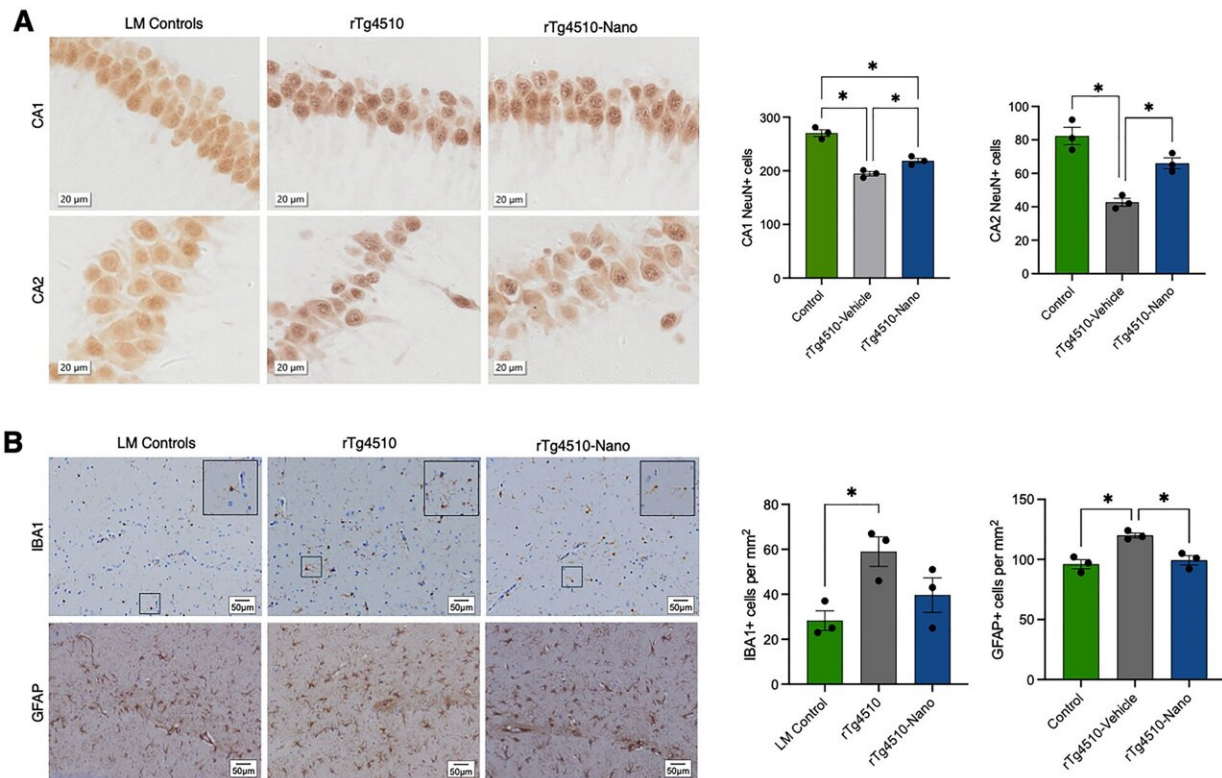 A
LM Controls
rTg4510
rTg4510-Nano
CA1
20 µm
20 µm
20 µm
CA2
20 µm
20 µm
20 µm
CA1 NeuN+ cells
300
200
100
0
*
*
*
Control
rTg4510-Vehicle
rTg4510-Nano
CA2 NeuN+ cells
100
80
60
40
20
0
*
*
Control
rTg4510-Vehicle
rTg4510-Nano
B
LM Controls
rTg4510
rTg4510-Nano
IBA1
50µm
50µm
50µm
GFAP
50µm
50µm
50µm
IBA1+ cells per mm²
80
60
40
20
0
*
LM Control
rTg4510
rTg4510-Nano
GFAP+ cells per mm²
150
100
50
0
*
*
Control
rTg4510-Vehicle
rTg4510-Nano